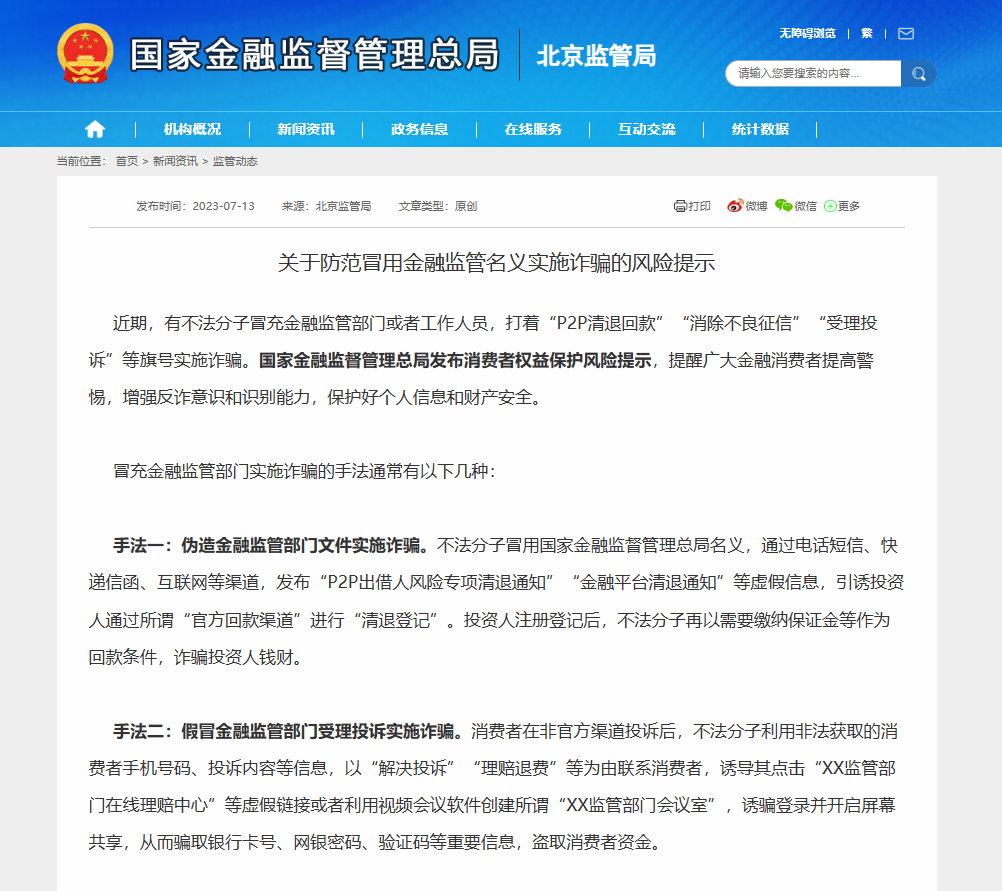 国家金融监督管理总局
北京监管局
无障碍浏览 | 繁 |
请输入您要搜索的内容...
机构概况 | 新闻资讯 | 政务信息 | 在线服务 | 互动交流 | 统计数据 |
当前位置： 首页 > 新闻资讯 > 监管动态
发布时间：2023-07-13 来源：北京监管局 文章类型：原创 打印 微博 微信 更多
关于防范冒用金融监管名义实施诈骗的风险提示
近期，有不法分子冒充金融监管部门或者工作人员，打着“P2P清退回款”“消除不良征信”“受理投
诉”等旗号实施诈骗。国家金融监督管理总局发布消费者权益保护风险提示，提醒广大金融消费者提高警
惕，增强反诈意识和识别能力，保护好个人信息和财产安全。
冒充金融监管部门实施诈骗的手法通常有以下几种：
手法一：伪造金融监管部门文件实施诈骗。不法分子冒用国家金融监督管理总局名义，通过电话短信、快
递信函、互联网等渠道，发布“P2P出借人风险专项清退通知”“金融平台清退通知”等虚假信息，引诱投资
人通过所谓“官方回款渠道”进行“清退登记”。投资人注册登记后，不法分子再以需要缴纳保证金等作为
回款条件，诈骗投资人钱财。
手法二：假冒金融监管部门受理投诉实施诈骗。消费者在非官方渠道投诉后，不法分子利用非法获取的消
费者手机号码、投诉内容等信息，以“解决投诉”“理赔退费”等为由联系消费者，诱导其点击“XX监管部
门在线理赔中心”等虚假链接或者利用视频会议软件创建所谓“XX监管部门会议室”，诱骗登录并开启屏幕
共享，从而骗取银行卡号、网银密码、验证码等重要信息，盗取消费者资金。